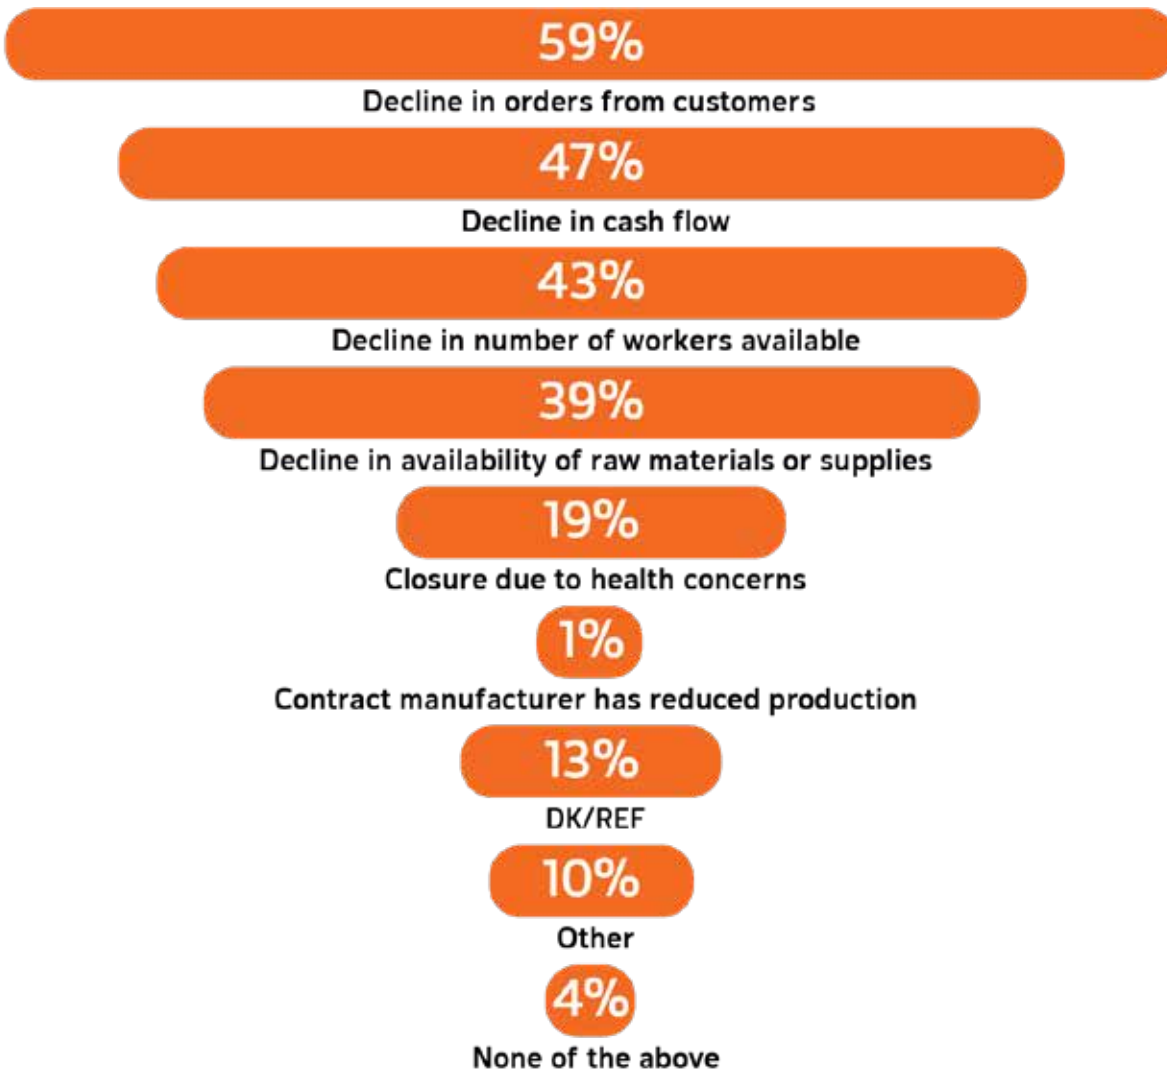 59%
Decline in orders from customers
47%
Decline in cash flow
43%
Decline in number of workers available
39%
Decline in availability of raw materials or supplies
19%
Closure due to health concerns
1%
Contract manufacturer has reduced production
13%
DK/REF
10%
Other
4%
None of the above